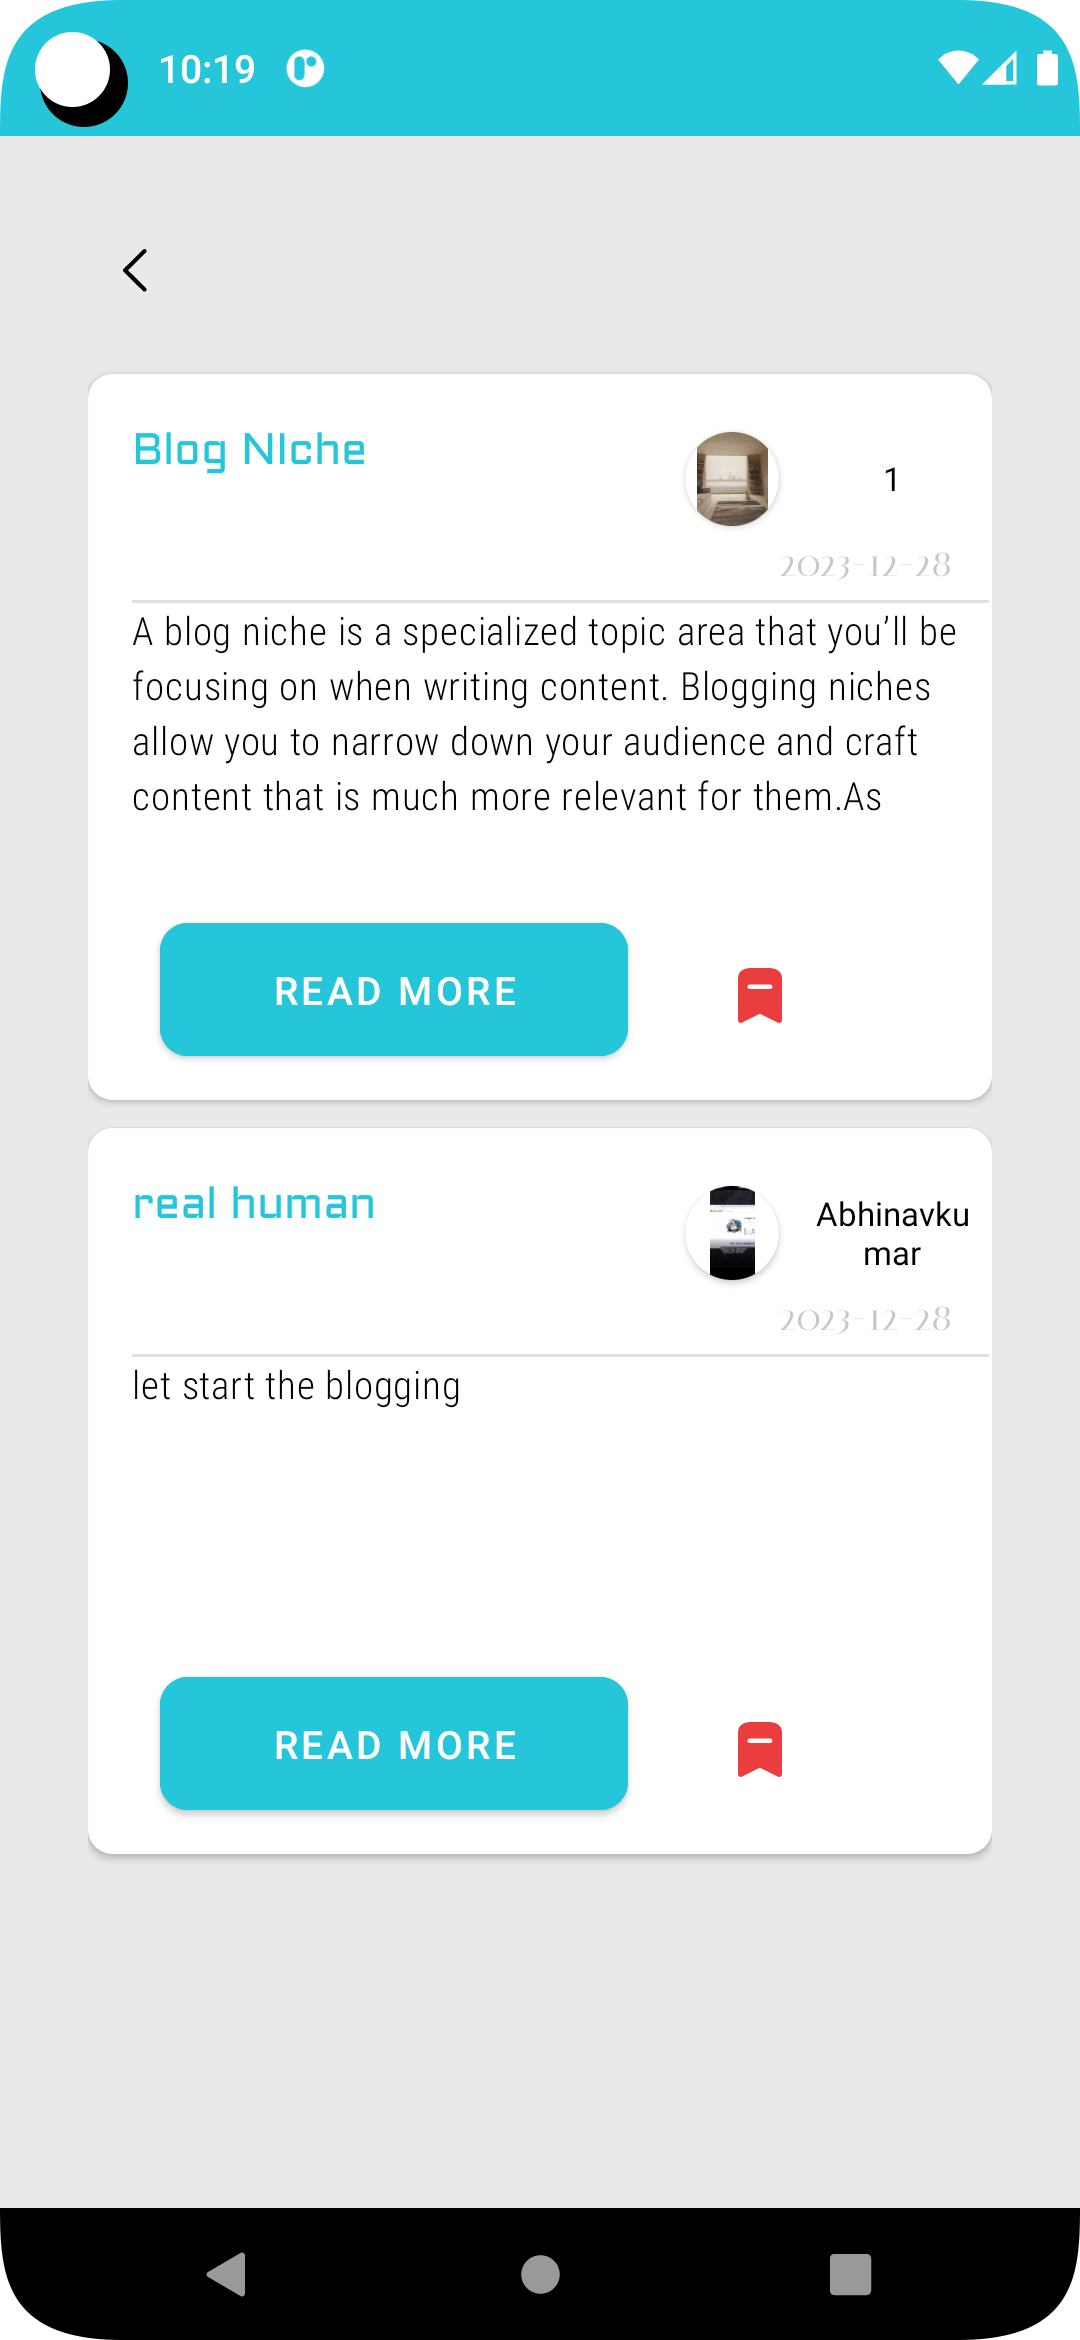 10:19
Blog NIche
1
2023-12-28
A blog niche is a specialized topic area that you’ll be
focusing on when writing content. Blogging niches
allow you to narrow down your audience and craft
content that is much more relevant for them.As
READ MORE
real human
Abhinavku
mar
2023-12-28
let start the blogging
READ MORE